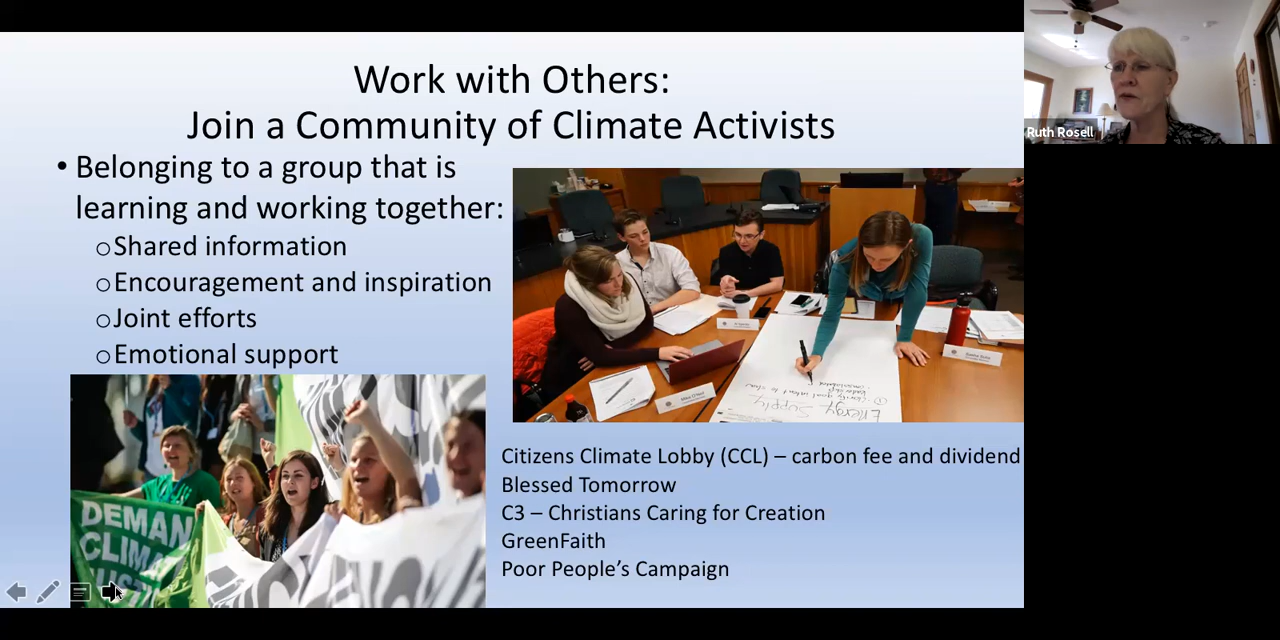 Work with Others:
Join a Community of Climate Activists
• Belonging to a group that is
learning and working together:
○Shared information
○Encouragement and inspiration
○Joint efforts
○Emotional support
Citizens Climate Lobby (CCL) – carbon fee and dividend
Blessed Tomorrow
C3 – Christians Caring for Creation
GreenFaith
Poor People’s Campaign
Ruth Rosell
Energy Supply
DEMAN
CLIM